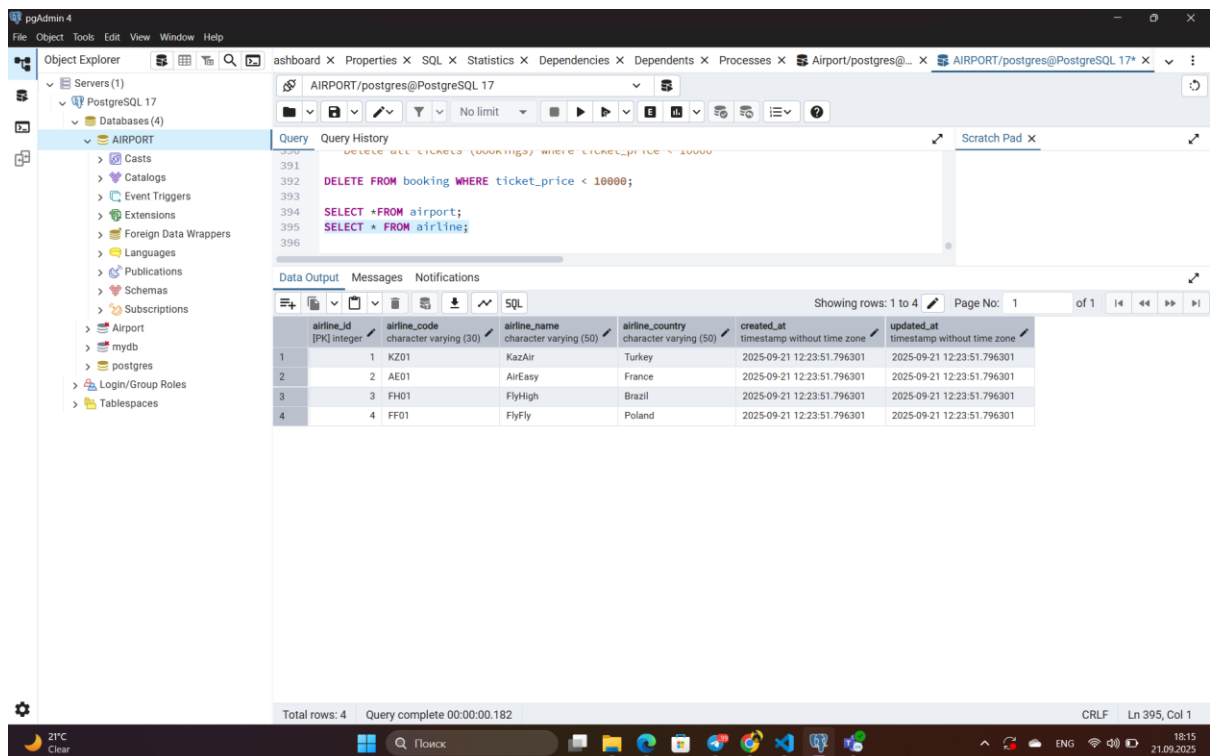 pgAdmin 4
File Object Tools Edit View Window Help
Object Explorer
ashboard Properties SQL Statistics Dependencies Dependents Processes Airport/postgres@... AIRPORT/postgres@PostgreSQL 17*
Servers (1)
PostgreSQL 17
Databases (4)
AIRPORT
Casts
Catalogs
Event Triggers
Extensions
Foreign Data Wrappers
Languages
Publications
Schemas
Subscriptions
Airport
mydb
postgres
Login/Group Roles
Tablespaces
AIRPORT/postgres@PostgreSQL 17
No limit
Query Query History
Scratch Pad
390 Delete all tickets (bookings) where ticket_price < 10000
391
392 DELETE FROM booking WHERE ticket_price < 10000;
393
394 SELECT *FROM airport;
395 SELECT * FROM airline;
396
Data Output Messages Notifications
SQL Showing rows: 1 to 4 Page No: 1 of 1
airline_id airline_code airline_name airline_country created_at updated_at
[PK] integer character varying (30) character varying (50) character varying (50) timestamp without time zone timestamp without time zone
1 1 KZ01 KazAir Turkey 2025-09-21 12:23:51.796301 2025-09-21 12:23:51.796301
2 2 AE01 AirEasy France 2025-09-21 12:23:51.796301 2025-09-21 12:23:51.796301
3 3 FH01 FlyHigh Brazil 2025-09-21 12:23:51.796301 2025-09-21 12:23:51.796301
4 4 FF01 FlyFly Poland 2025-09-21 12:23:51.796301 2025-09-21 12:23:51.796301
Total rows: 4 Query complete 00:00:00.182 CRLF Ln 395, Col 1
21°C
Clear
Поиск
ENG
18:15
21.09.2025